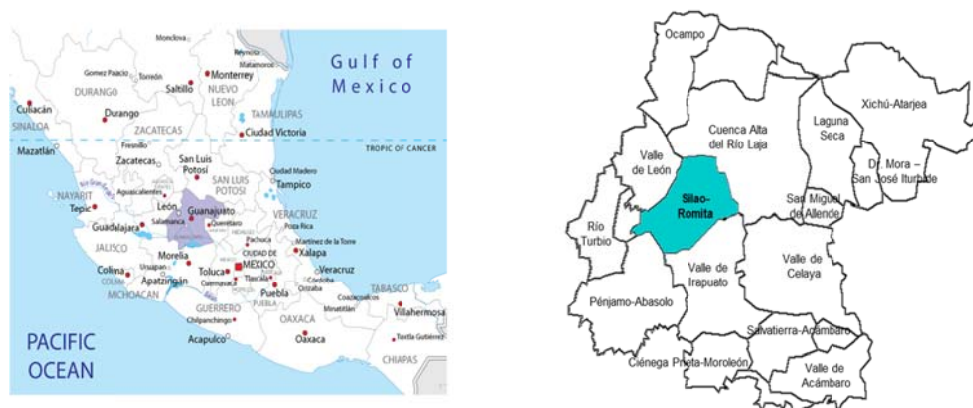 Monclova
Reynosa
Matamoros
Gulf of
Mexico
Gomez Palacio
Torreón
Monterrey
Saltillo
NUEVO
LEON
DURANGO
Culiacán
SINALOA
Durango
TAMAULIPAS
Ciudad Victoria
ZACATECAS
TROPIC OF CANCER
Mazatlán
Fresnillo
Zacatecas
San Luis
Potosí
SAN LUIS
POTOSI
Ciudad Madero
Tampico
NAYARIT
Tepic
Aguascalientes
León
Guanajuato
Salamanca
Querétaro
VERACRUZ
Poza Rica
Guadalajara
HIDALGO
Pachuca
Martinez de la Torre
Xalapa
JALISCO
Morelia
CIUDAD DE
MEXICO
Colima
COLIMA
Uruapan
Toluca
Tlaxcala
Veracruz
Apatzingán
Cuernavaca
Puebla
Córdoba
Orizaba
MICHOACAN
PUEBLA
Coatzacoalcos
TABASCO
GUERRERO
Minatitlán
Villahermosa
Chilpancingo
OAXACA
PACIFIC
OCEAN
Acapulco
Oaxaca
Tuxtla Gutiérrez
CHIAPAS
Ocampo
Xichú-Atarjea
Laguna
Seca
Cuenca Alta
del Río Laja
Valle
de León
Dr. Mora –
San José Iturbide
Silao-
Romita
San Miguel
de Allende
Río
Turbio
Valle de
Irapuato
Valle de
Celaya
Pénjamo-Abasolo
Salvatierra-Acámbaro
Ciénega Prieta-Moroleón
Valle de
Acámbaro